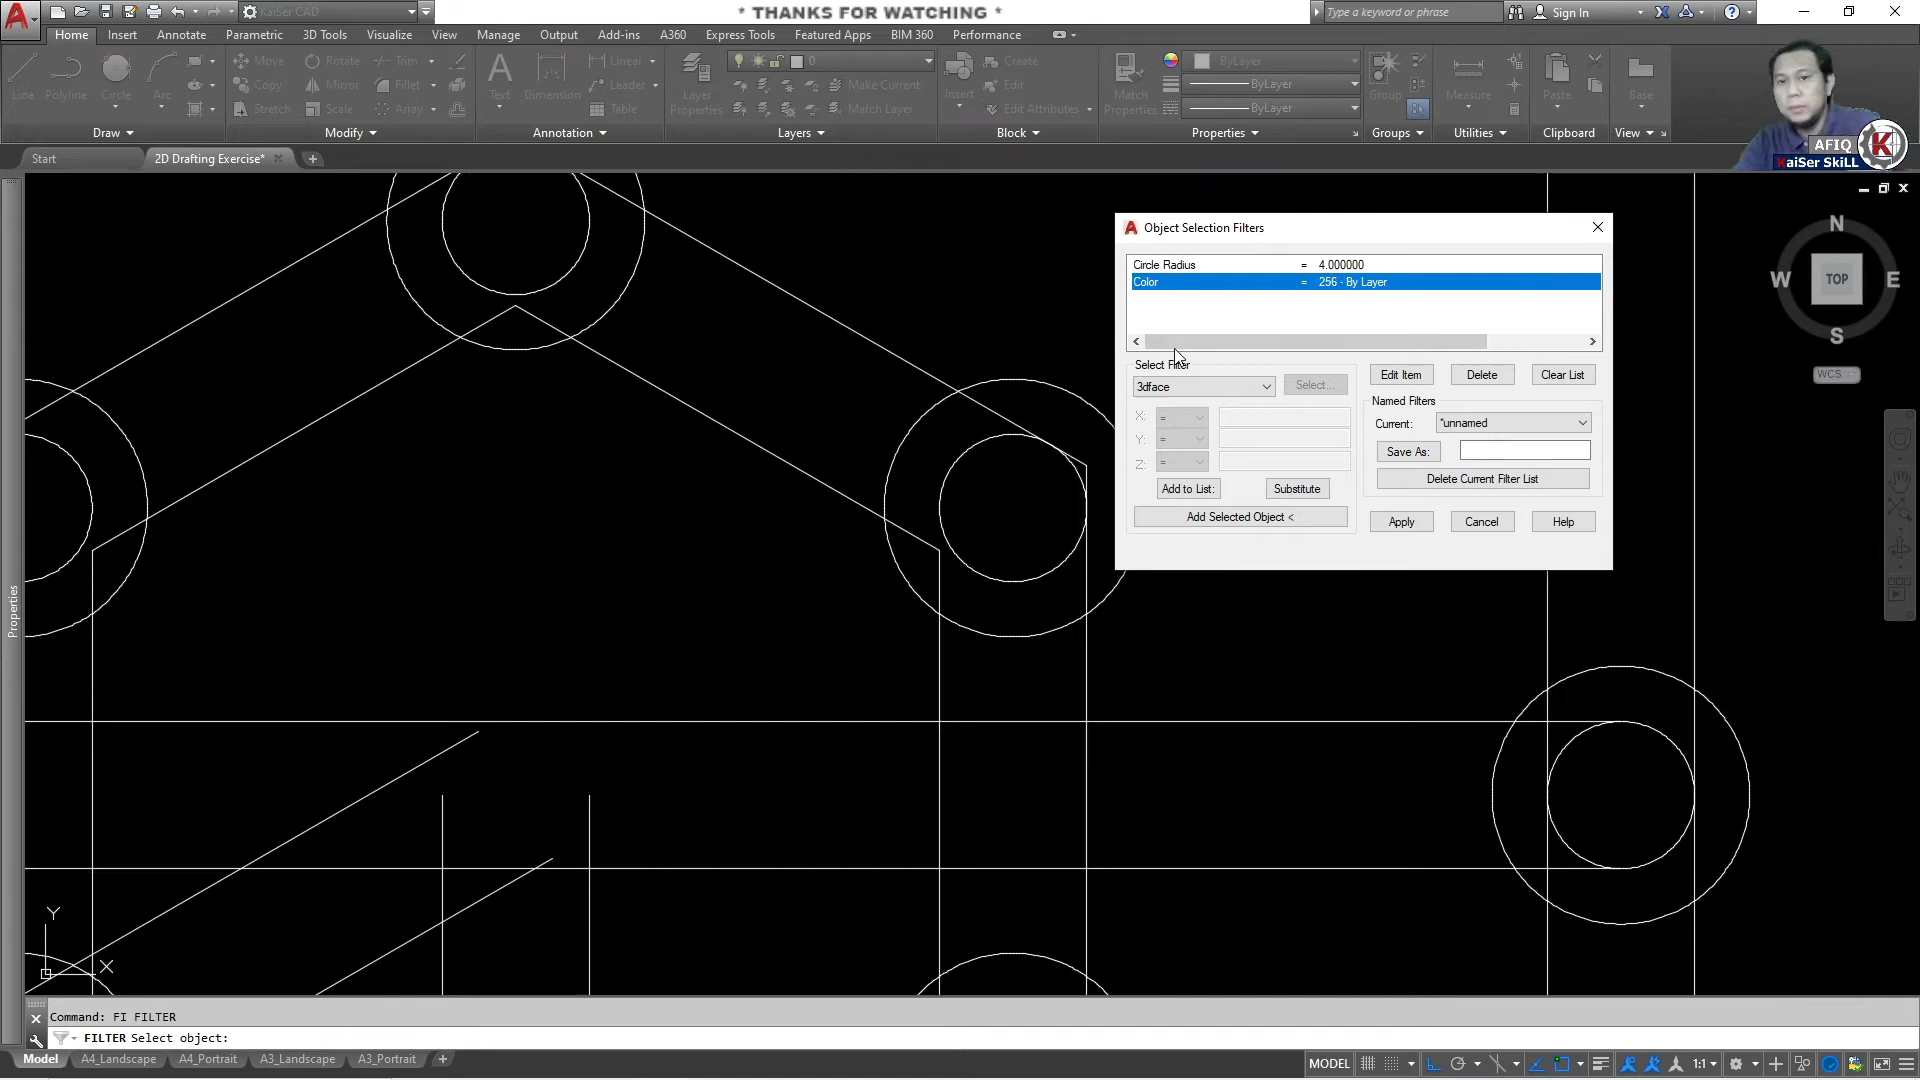 KaiSer CAD
* THANKS FOR WATCHING *
Type a keyword or phrase
Sign In
Home Insert Annotate Parametric 3D Tools Visualize View Manage Output Add-ins A360 Express Tools Featured Apps BIM 360 Performance
Line
Polyline
Circle
Arc
Draw
Move
Rotate
Trim
Copy
Mirror
Fillet
Stretch
Scale
Array
Modify
Text
Dimension
Linear
Leader
Table
Annotation
Layer
Properties
0
Make Current
Match Layer
Layers
Insert
Create
Edit
Edit Attributes
Block
Match
Properties
ByLayer
ByLayer
ByLayer
Properties
Group
Groups
Measure
Utilities
Paste
Clipboard
Base
View
AFIQ
KaiSer SkiLL
K
Start
2D Drafting Exercise*
Object Selection Filters
Circle Radius = 4.000000
Color = 256 - By Layer
Select Filter
3dface
Select...
X: =
Y: =
Z: =
Add to List:
Substitute
Add Selected Object <
Edit Item
Delete
Clear List
Named Filters
Current: *unnamed
Save As:
Delete Current Filter List
Apply
Cancel
Help
N
W
TOP
E
S
WCS
Properties
Y
X
Command: FI FILTER
FILTER Select object:
Model A4_Landscape A4_Portrait A3_Landscape A3_Portrait
MODEL
1:1